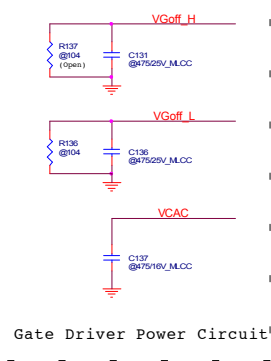 VGoff_H
R137
@104
(Open)
C131
@475/25V_MLCC
VGoff_L
R136
@104
C136
@475/25V_MLCC
VCAC
C137
@475/16V_MLCC
Gate Driver Power Circuit